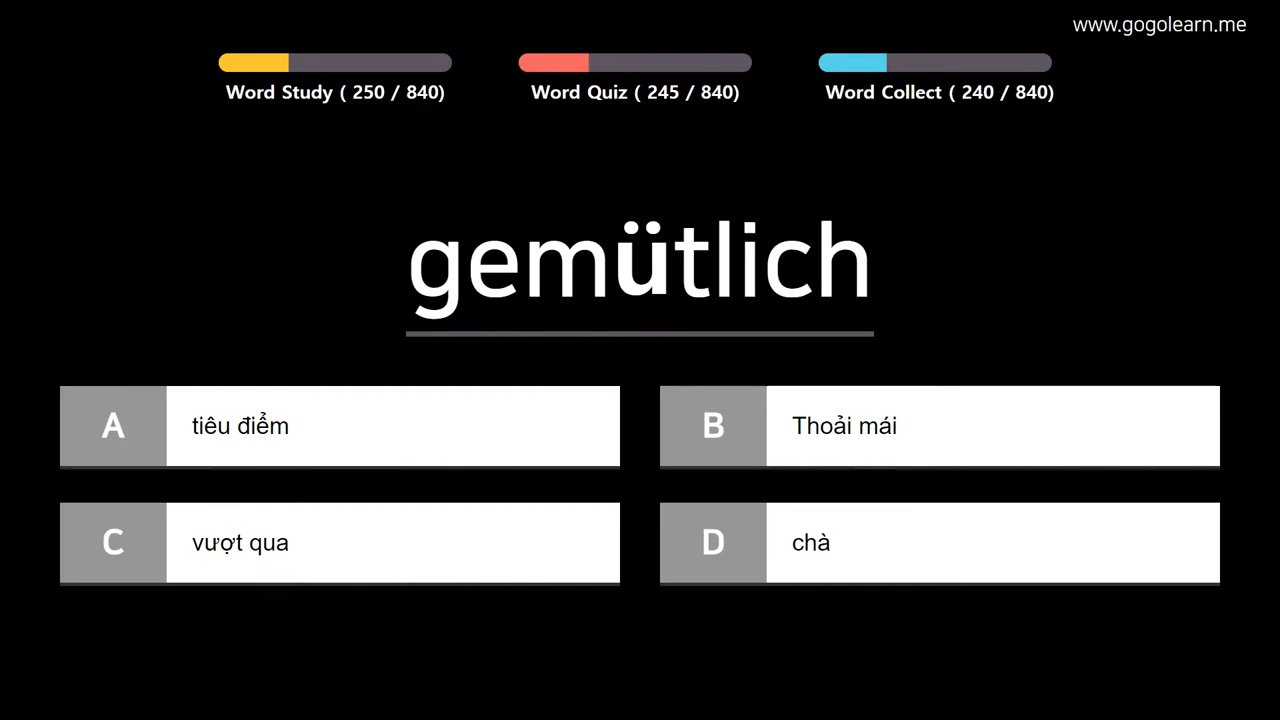 www.gogolearn.me
Word Study ( 250 / 840)
Word Quiz ( 245 / 840)
Word Collect ( 240 / 840)
gemütlich
A
tiêu điểm
B
Thoải mái
C
vượt qua
D
chà